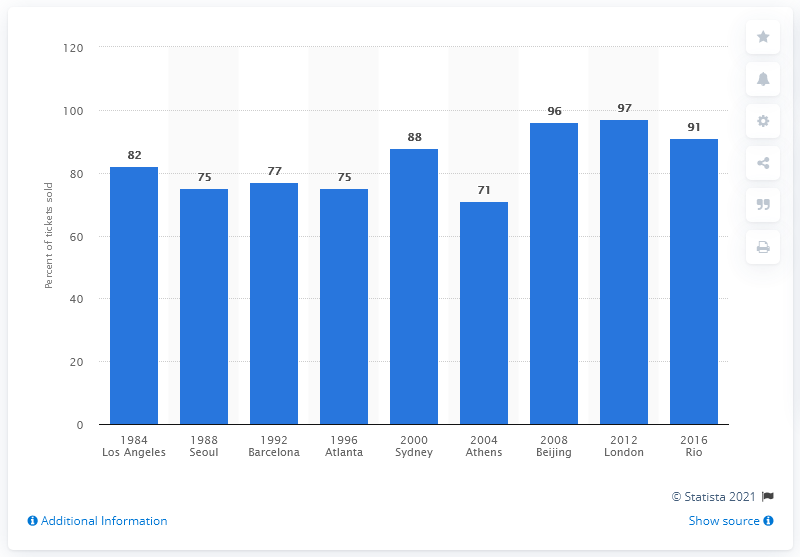 120
100
80
60
40
20
0
Percent of tickets sold
82
75
77
75
88
71
96
97
91
1984
Los Angeles
1988
Seoul
1992
Barcelona
1996
Atlanta
2000
Sydney
2004
Athens
2008
Beijing
2012
London
2016
Rio
© Statista 2021
Additional Information
Show source